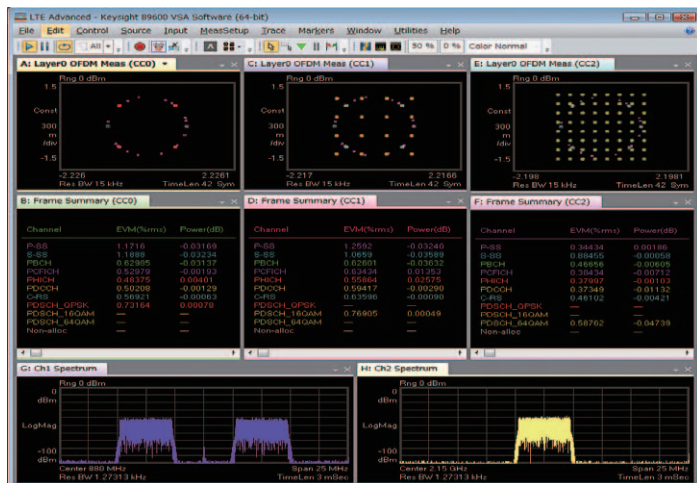 LTE Advanced - Keysight 89600 VSA Software (64-bit)
File Edit Control Source Input MeasSetup Trace Markers Window Utilities Help
All 50 % 0 % Color Normal
A: Layer0 OFDM Meas (CC0)
Rng 0 dBm
1.5
Const
300
m
/div
-1.5
-2.226 2.2261
Res BW 15 kHz TimeLen 42 Sym
C: Layer0 OFDM Meas (CC1)
Rng 0 dBm
1.5
Const
300
m
/div
-1.5
-2.217 2.2166
Res BW 15 kHz TimeLen 42 Sym
E: Layer0 OFDM Meas (CC2)
Rng 0 dBm
1.5
Const
300
m
/div
-1.5
-2.198 2.1981
Res BW 15 kHz TimeLen 42 Sym
B: Frame Summary (CC0)
Channel EVM(%rms) Power(dB)
P-SS 1.1716 -0.03169
S-SS 1.1888 -0.03234
PBCH 0.62985 -0.03137
PCFICH 0.52979 -0.00193
PHICH 0.48375 0.00401
PDCCH 0.50208 -0.00129
C-RS 0.56921 -0.00063
PDSCH_QPSK 0.73164 0.00078
PDSCH_16QAM — —
PDSCH_64QAM — —
Non-alloc — —
D: Frame Summary (CC1)
Channel EVM(%rms) Power(dB)
P-SS 1.2592 -0.03240
S-SS 1.0659 -0.03589
PBCH 0.62601 -0.03632
PCFICH 0.63434 0.01353
PHICH 0.55864 0.02575
PDCCH 0.59417 -0.00290
C-RS 0.63596 -0.00090
PDSCH_QPSK — —
PDSCH_16QAM 0.76905 0.00049
PDSCH_64QAM — —
Non-alloc — —
F: Frame Summary (CC2)
Channel EVM(%rms) Power(dB)
P-SS 0.34434 0.00186
S-SS 0.88455 -0.00058
PBCH 0.46656 -0.00605
PCFICH 0.38434 -0.00712
PHICH 0.37997 -0.00103
PDCCH 0.37349 -0.01132
C-RS 0.46102 -0.00421
PDSCH_QPSK — —
PDSCH_16QAM — —
PDSCH_64QAM 0.58762 -0.04739
Non-alloc — —
G: Ch1 Spectrum
Rng 0 dBm
0
dBm
LogMag
-100
dBm
Center 880 MHz Span 25 MHz
Res BW 1.27313 kHz TimeLen 3 mSec
H: Ch2 Spectrum
Rng 0 dBm
0
dBm
LogMag
-100
dBm
Center 2.15 GHz Span 25 MHz
Res BW 1.27313 kHz TimeLen 3 mSec